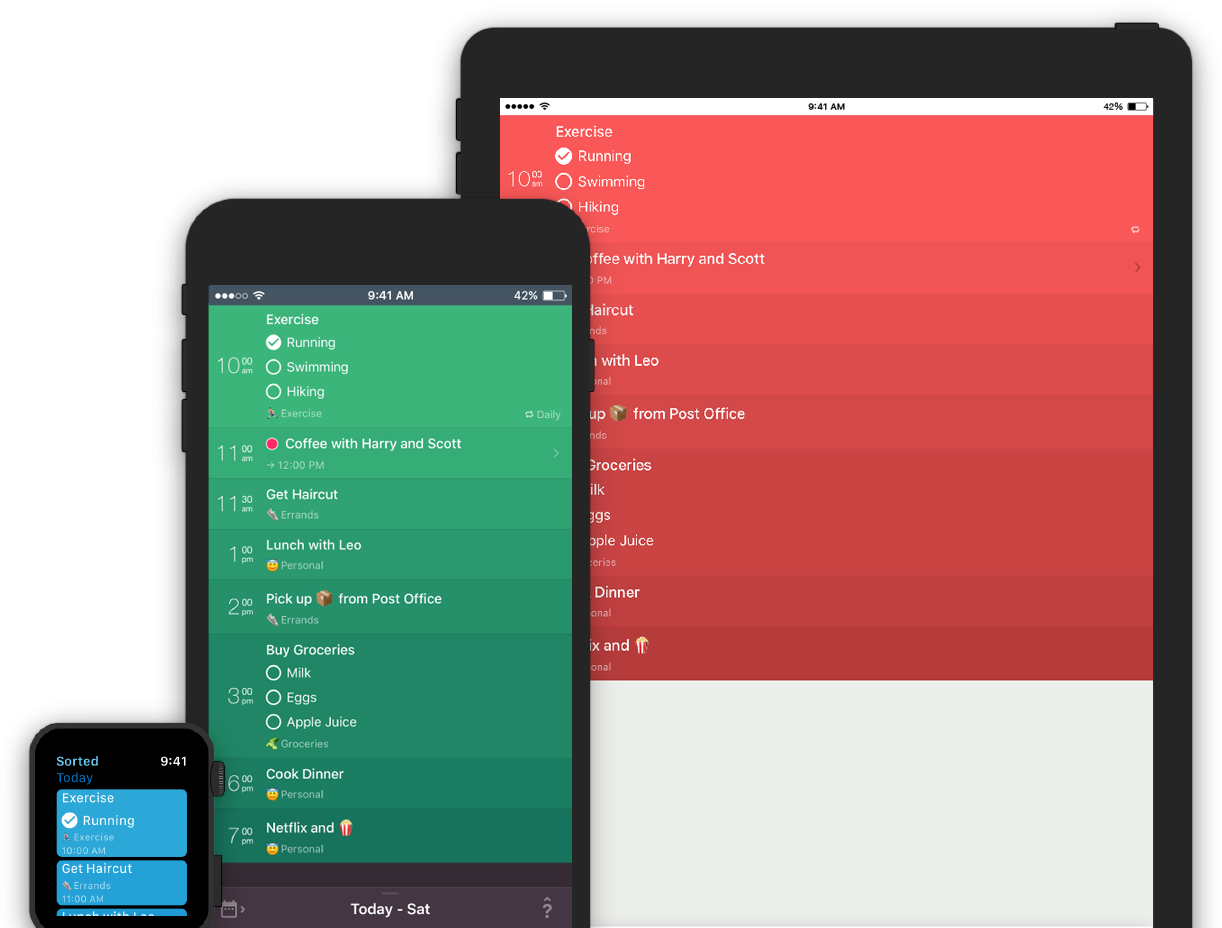 9:41 AM
42%
Exercise
Running
10 00 am
Swimming
Hiking
rcise
ffee with Harry and Scott
PM
Haircut
nds
with Leo
onal
up 📦 from Post Office
nds
Groceries
ilk
ggs
pple Juice
ceries
Dinner
onal
ix and 🍿
onal
9:41 AM
42%
Exercise
Running
10 00 am
Swimming
Hiking
Exercise
Daily
11 00 am
Coffee with Harry and Scott
→ 12:00 PM
11 30 am
Get Haircut
Errands
1 00 pm
Lunch with Leo
Personal
2 00 pm
Pick up 📦 from Post Office
Errands
Buy Groceries
Milk
3 00 pm
Eggs
Apple Juice
Groceries
6 00 pm
Cook Dinner
Personal
7 00 pm
Netflix and 🍿
Personal
Today - Sat
?
Sorted
9:41
Today
Exercise
Running
Exercise
10:00 AM
Get Haircut
Errands
11:00 AM
Lunch with Leo